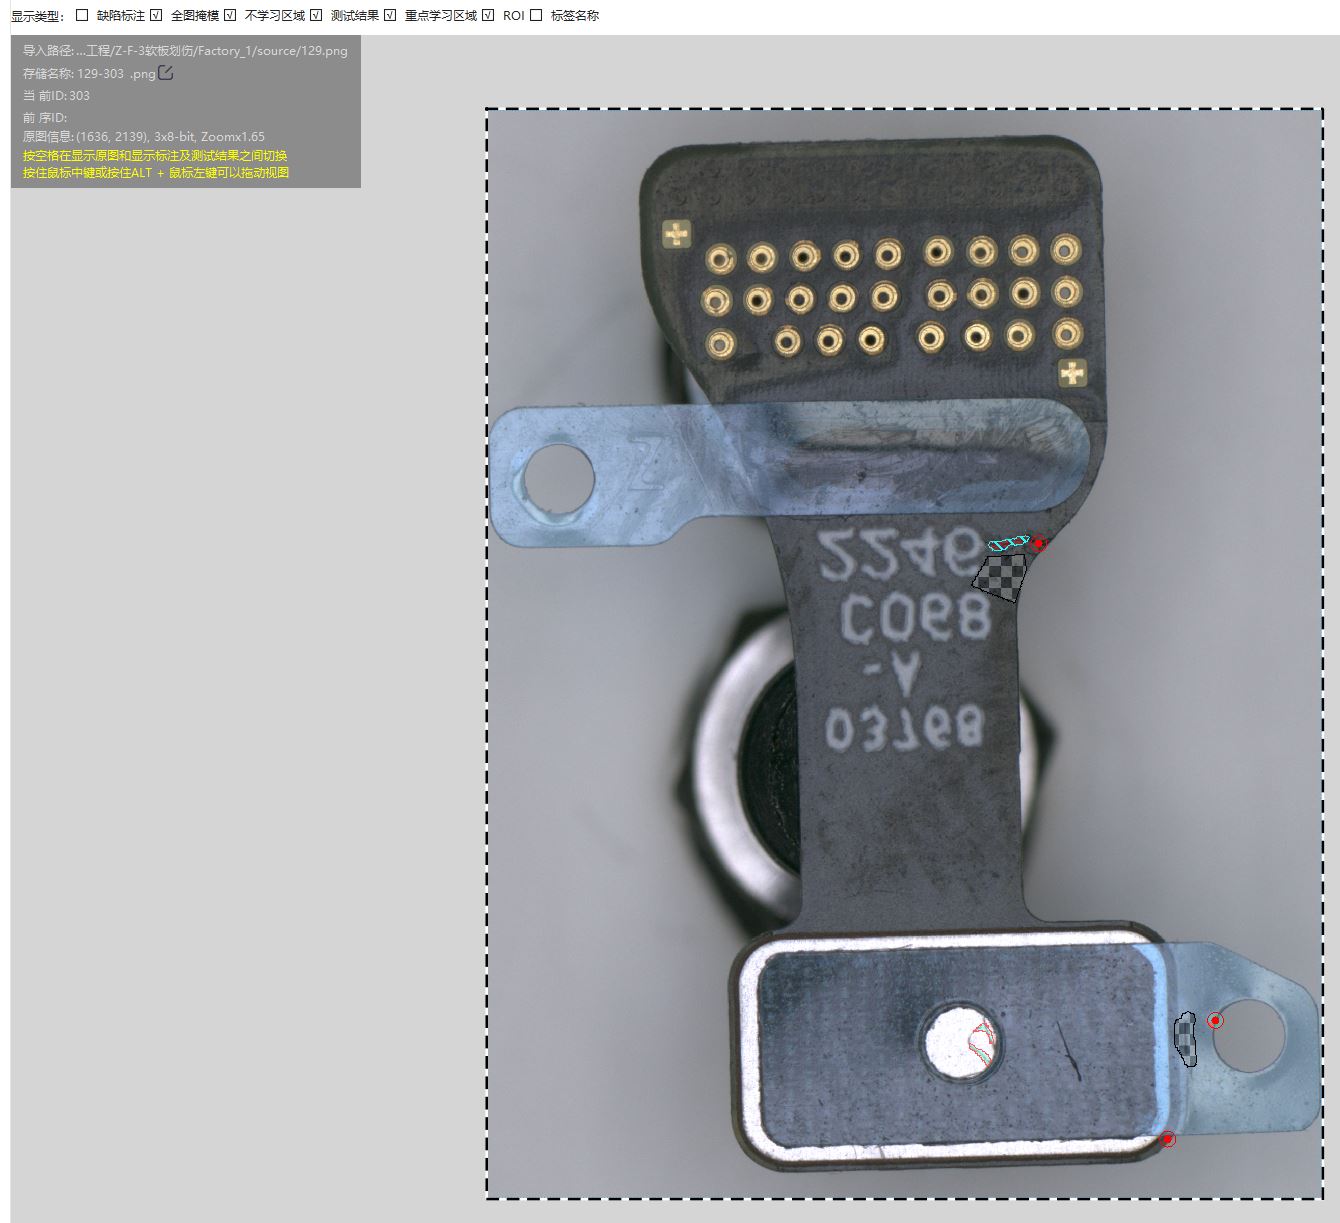 显示类型: 缺陷标注 全图掩模 不学习区域 测试结果 重点学习区域 ROI 标签名称
导入路径: ...工程/Z-F-3软板划伤/Factory_1/source/129.png
存储名称: 129-303 .png
当 前ID: 303
前 序ID:
原图信息: (1636, 2139), 3x8-bit, Zoomx1.65
按空格在显示原图和显示标注及测试结果之间切换
按住鼠标中键或按住ALT + 鼠标左键可以拖动视图
Z
2246
C068
-A
03768